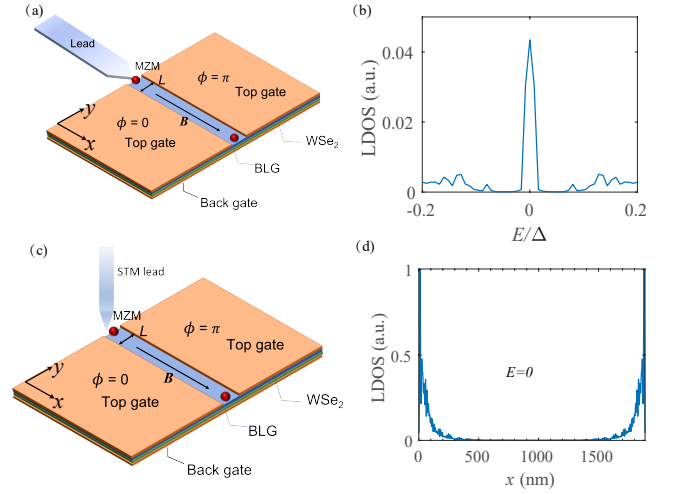 (a)
Lead
MZM
L
ϕ = π
Top gate
y
x
ϕ = 0
Top gate
B
WSe₂
BLG
Back gate
(b)
LDOS (a.u.)
0.04
0.02
0
-0.2
0
0.2
E/Δ
(c)
STM lead
MZM
L
ϕ = π
Top gate
y
x
ϕ = 0
Top gate
B
WSe₂
BLG
Back gate
(d)
LDOS (a.u.)
1
0.5
0
E=0
0
500
1000
1500
x (nm)